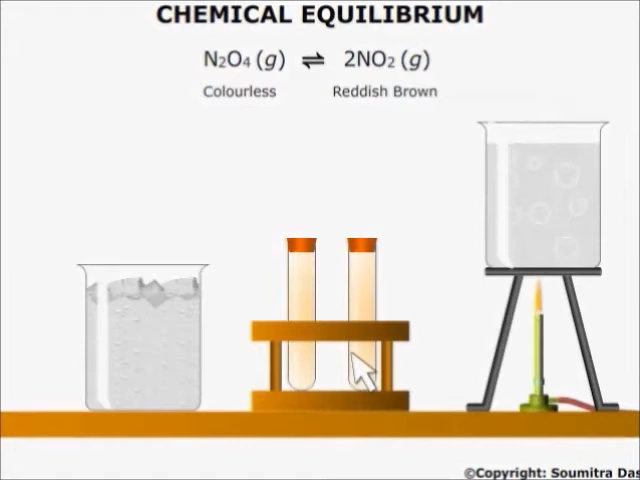 CHEMICAL EQUILIBRIUM
N₂O₄ (g) ⇌ 2NO₂ (g)
Colourless Reddish Brown
©Copyright: Soumitra Das